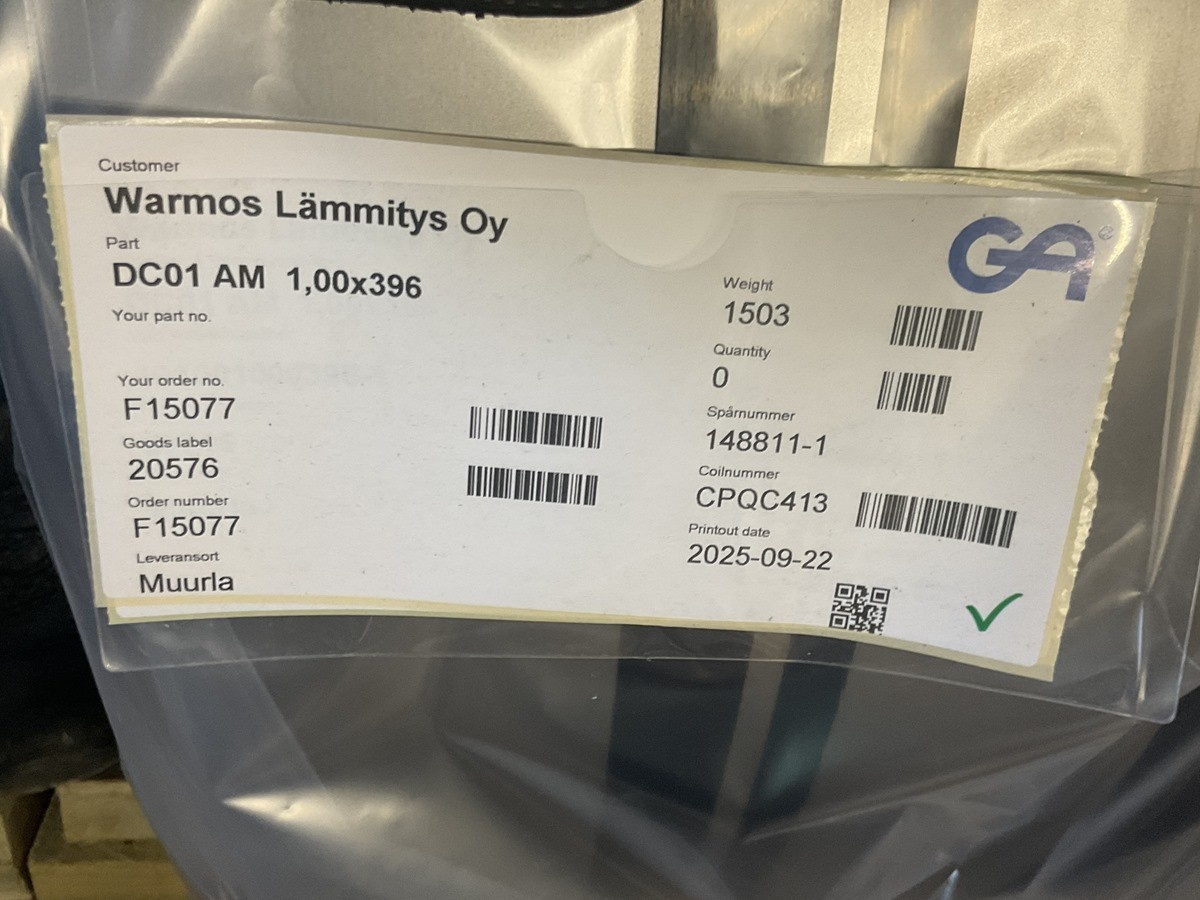 Customer
Warmos Lämmitys Oy
Part
DC01 AM 1,00x396
Your part no.
Your order no.
F15077
Goods label
20576
Order number
F15077
Leveransort
Muurla
GA®
Weight
1503
Quantity
0
Spårnummer
148811-1
Coilnummer
CPQC413
Printout date
2025-09-22